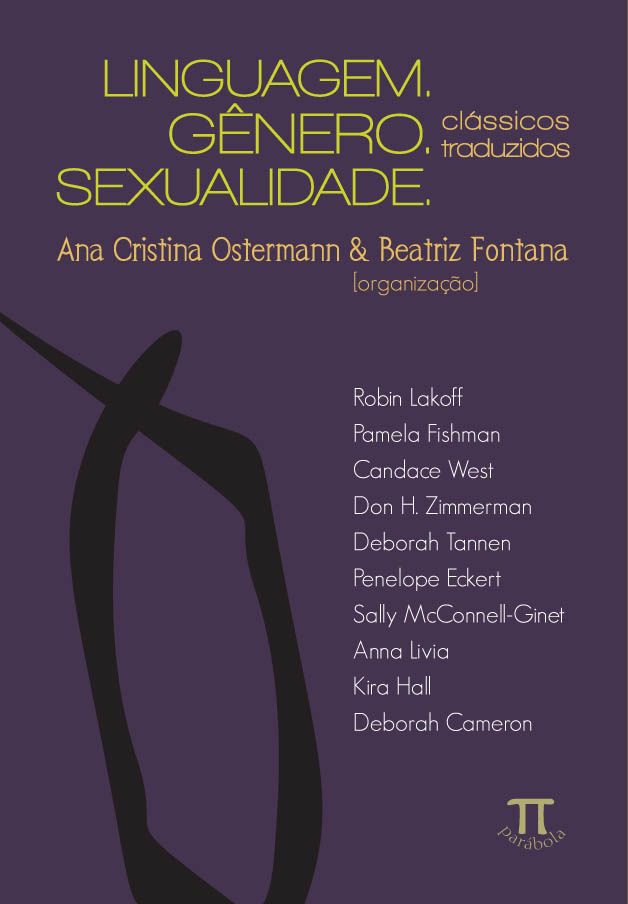 LINGUAGEM.
GÊNERO.
SEXUALIDADE.
clássicos
traduzidos
Ana Cristina Ostermann & Beatriz Fontana
[organização]
Robin Lakoff
Pamela Fishman
Candace West
Don H. Zimmerman
Deborah Tannen
Penelope Eckert
Sally McConnell-Ginet
Anna Livia
Kira Hall
Deborah Cameron
parábola